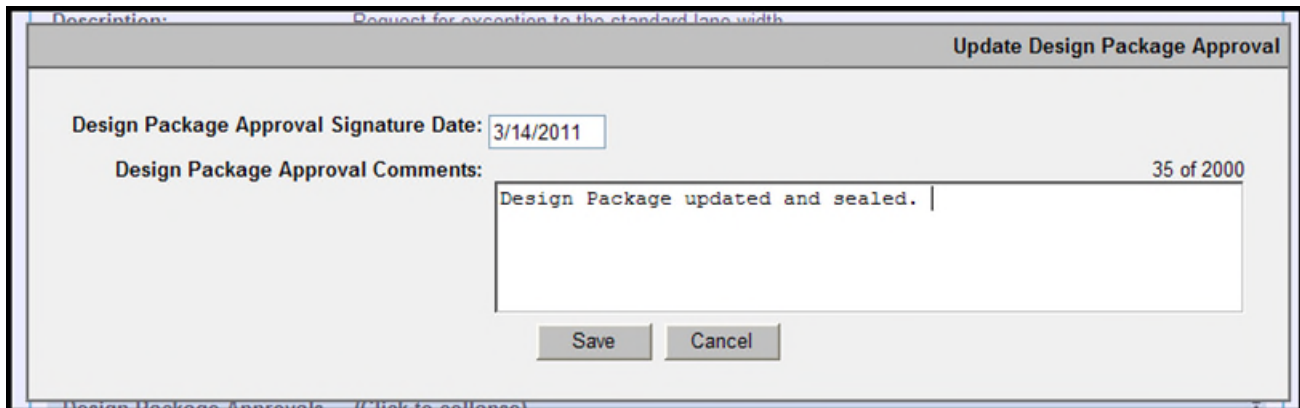 Description: Request for exception to the standard lane width
Update Design Package Approval
Design Package Approval Signature Date: 3/14/2011
Design Package Approval Comments: 35 of 2000
Design Package updated and sealed.
Save Cancel
Design Package Approvals (Click to collapse)